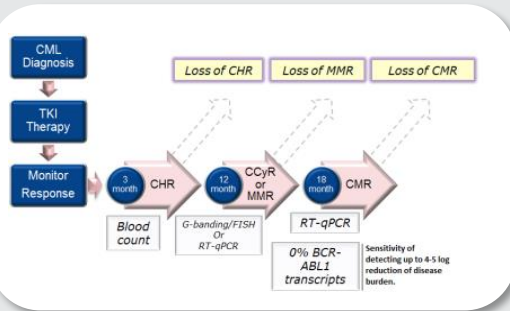 CML
Diagnosis
TKI
Therapy
Monitor
Response
Loss of CHR
Loss of MMR
Loss of CMR
3
month
CHR
12
month
CCyR
or
MMR
18
month
CMR
Blood
count
G-banding/FISH
Or
RT-qPCR
RT-qPCR
0% BCR-
ABL1
transcripts
Sensitivity of
detecting up to 4-5 log
reduction of disease
burden.